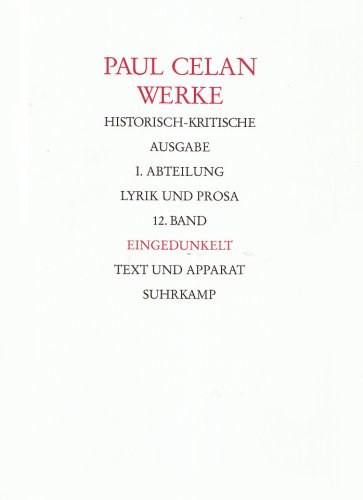 PAUL CELAN
WERKE
HISTORISCH-KRITISCHE
AUSGABE
I. ABTEILUNG
LYRIK UND PROSA
12. BAND
EINGEDUNKELT
TEXT UND APPARAT
SUHRKAMP